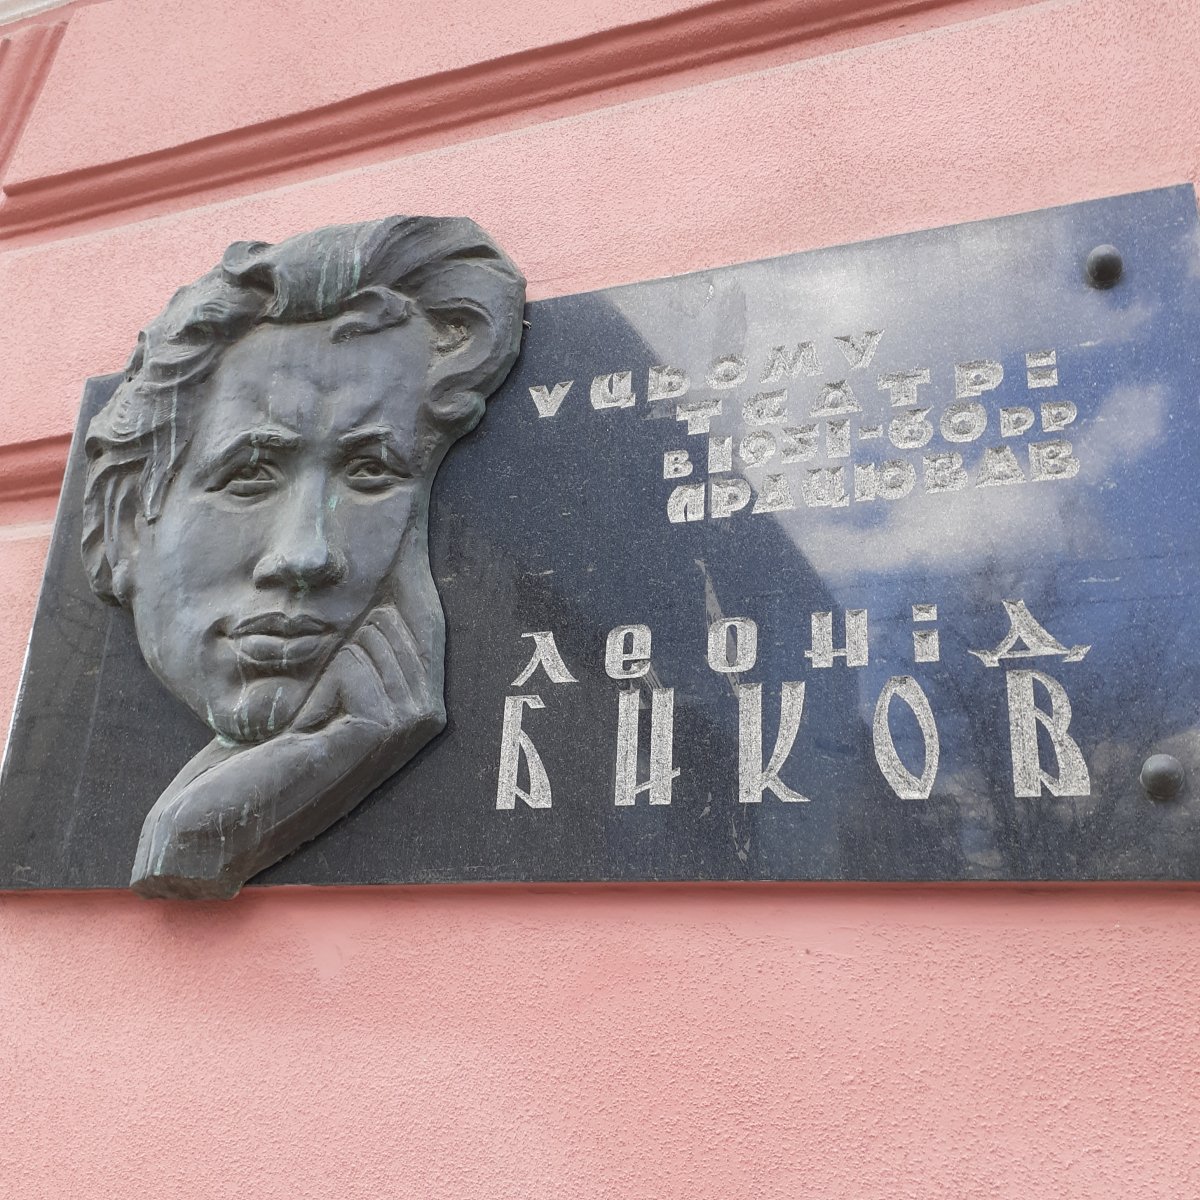 У ЦЬОМУ
ТЕАТРІ
В 1951-60 РР
ПРАЦЮВАВ
ЛЕОНІД
БИКОВ